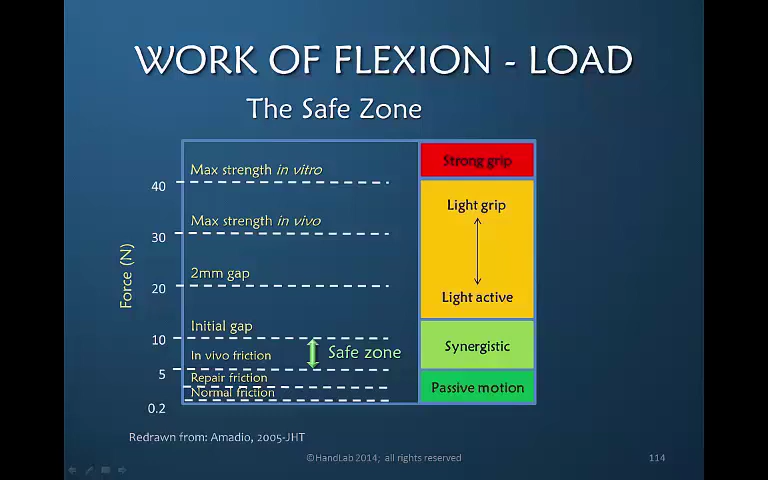 WORK OF FLEXION - LOAD
The Safe Zone
Strong grip
Max strength in vitro
40
Light grip
Max strength in vivo
30
Force (N)
2mm gap
20
Light active
Initial gap
10
In vivo friction
Safe zone
Synergistic
5
Repair friction
Normal friction
Passive motion
0.2
Redrawn from: Amadio, 2005-JHT
©HandLab 2014; all rights reserved
114